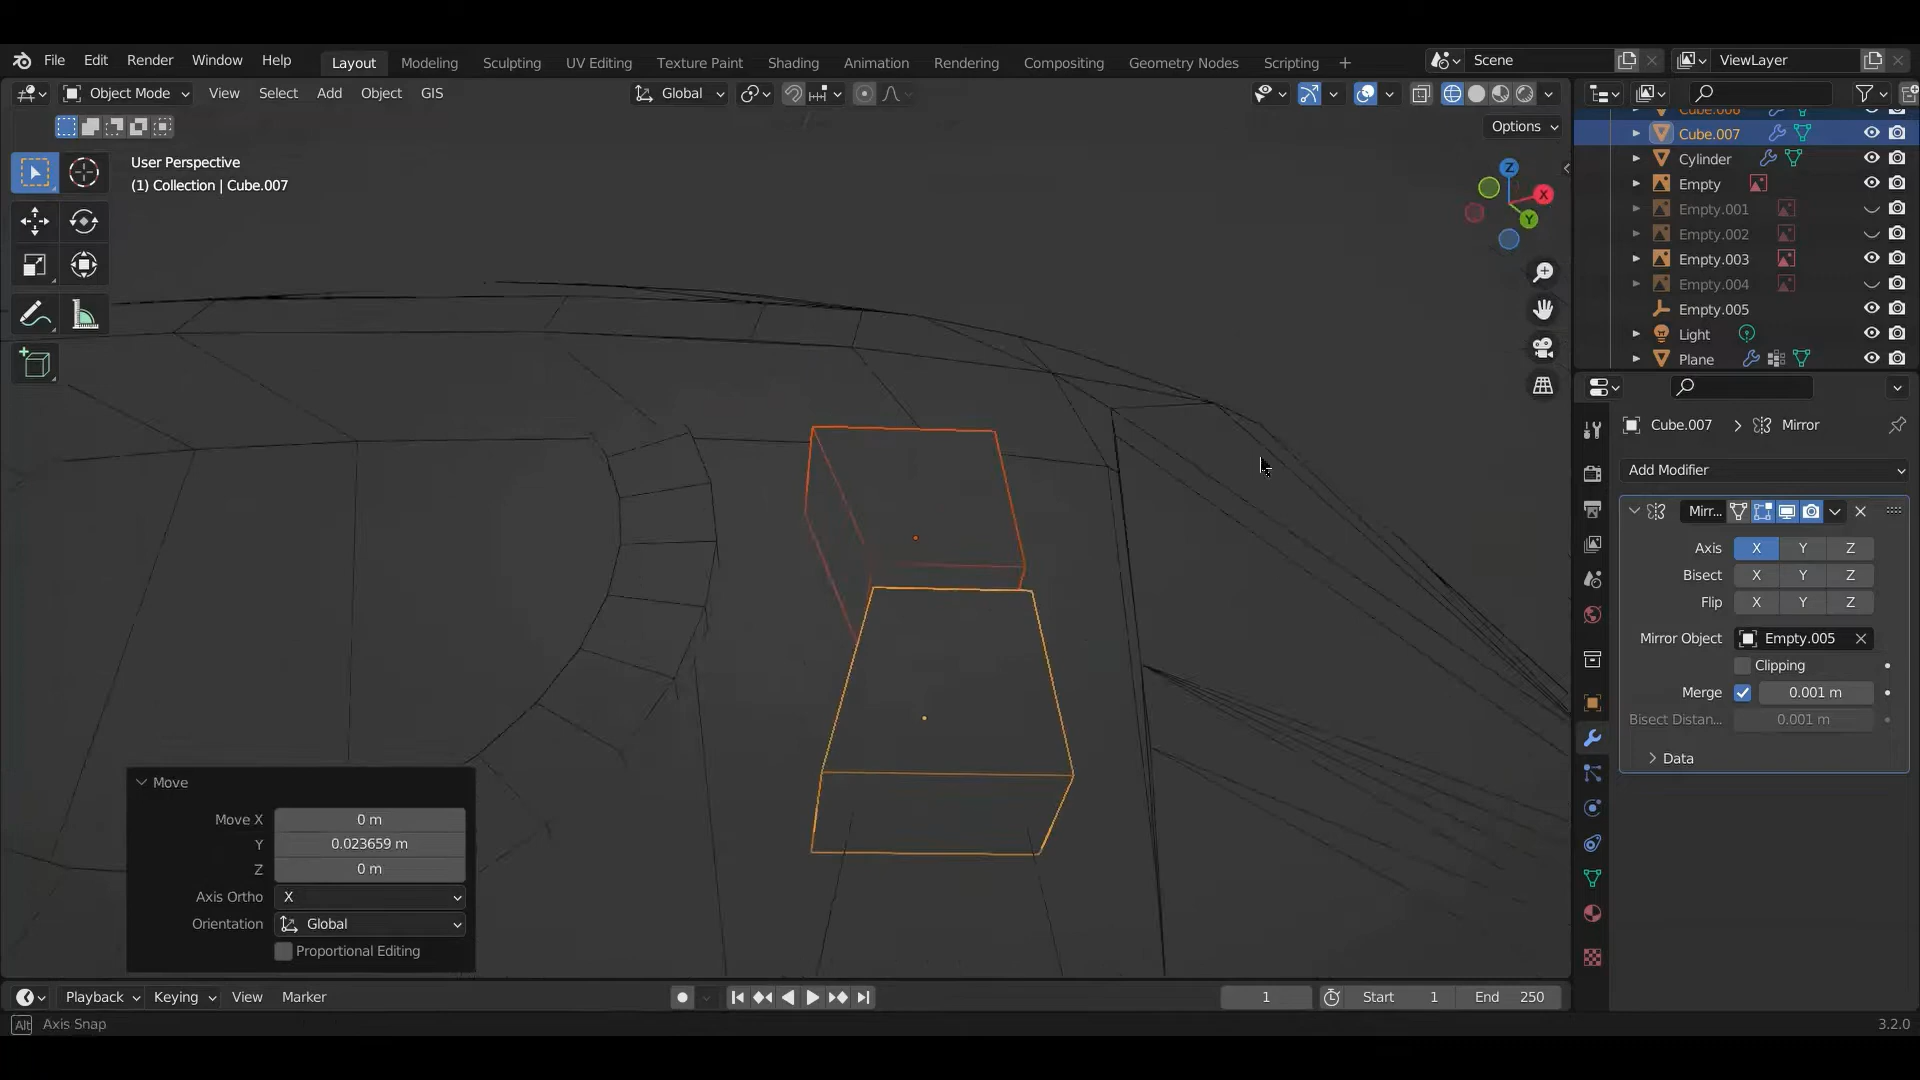 File Edit Render Window Help Layout Modeling Sculpting UV Editing Texture Paint Shading Animation Rendering Compositing Geometry Nodes Scripting + Scene ViewLayer
Object Mode View Select Add Object GIS Global
Options
User Perspective
(1) Collection | Cube.007
Z
X
Y
Cube.006
Cube.007
Cylinder
Empty
Empty.001
Empty.002
Empty.003
Empty.004
Empty.005
Light
Plane
Cube.007 > Mirror
Add Modifier
Mirr...
Axis X Y Z
Bisect X Y Z
Flip X Y Z
Mirror Object Empty.005
Clipping
Merge 0.001 m
Bisect Distan... 0.001 m
Data
Move
Move X 0 m
Y 0.023659 m
Z 0 m
Axis Ortho X
Orientation Global
Proportional Editing
Playback Keying View Marker 1 Start 1 End 250
Alt Axis Snap 3.2.0